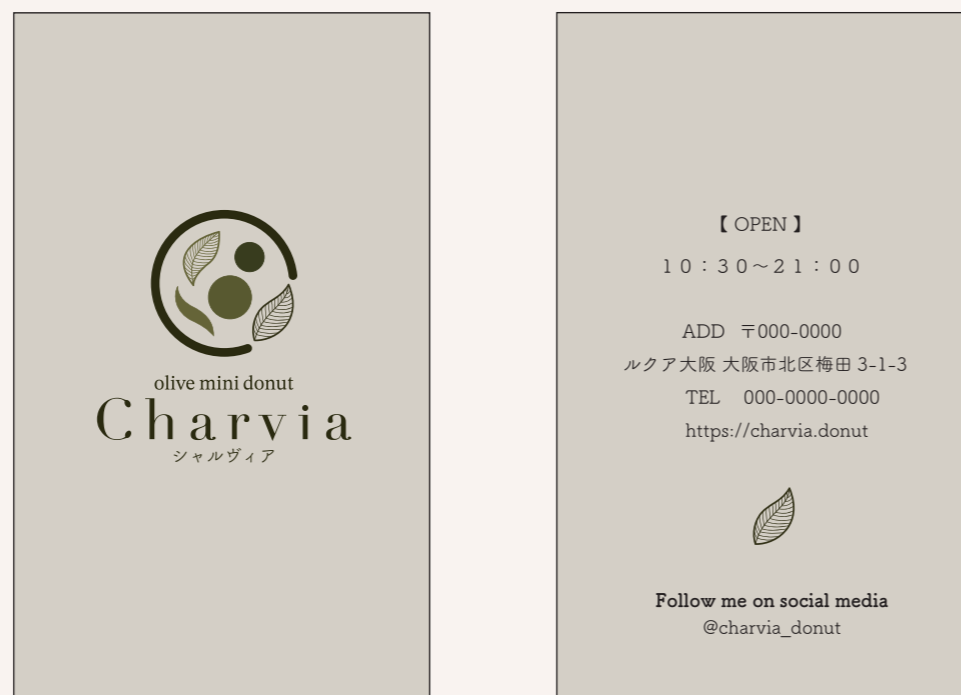 olive mini donut
Charvia
シャルヴィア
【 OPEN 】
１０：３０～２１：００
ADD 〒000-0000
ルクア大阪 大阪市北区梅田 3-1-3
TEL 000-0000-0000
https://charvia.donut
Follow me on social media
@charvia_donut